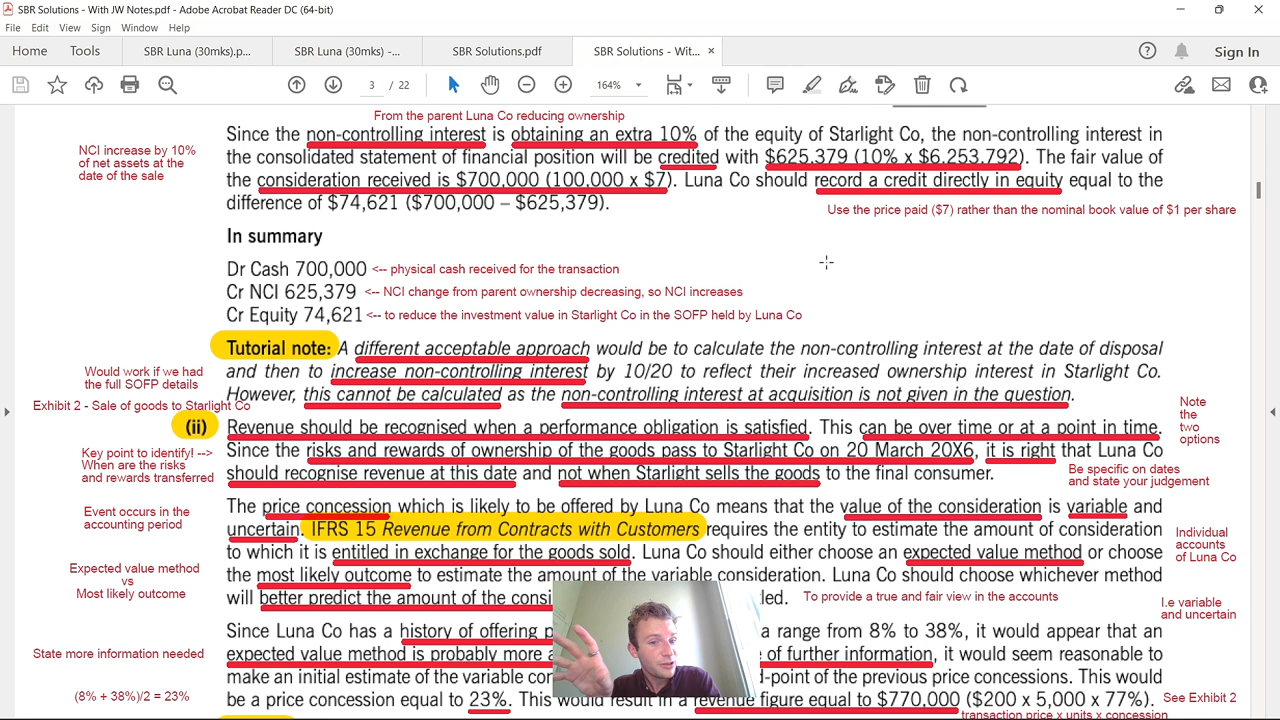 SBR Solutions - With JW Notes.pdf - Adobe Acrobat Reader DC (64-bit)
File Edit View Sign Window Help
Home Tools SBR Luna (30mks).p... SBR Luna (30mks) -... SBR Solutions.pdf SBR Solutions - Wit... × Sign In
3 / 22 164%
From the parent Luna Co reducing ownership
Since the non-controlling interest is obtaining an extra 10% of the equity of Starlight Co, the non-controlling interest in
NCI increase by 10%
of net assets at the
date of the sale
the consolidated statement of financial position will be credited with $625,379 (10% x $6,253,792). The fair value of
the consideration received is $700,000 (100,000 x $7). Luna Co should record a credit directly in equity equal to the
difference of $74,621 ($700,000 – $625,379).
Use the price paid ($7) rather than the nominal book value of $1 per share
In summary
Dr Cash 700,000 <-- physical cash received for the transaction
Cr NCI 625,379 <-- NCI change from parent ownership decreasing, so NCI increases
Cr Equity 74,621 <-- to reduce the investment value in Starlight Co in the SOFP held by Luna Co
Tutorial note: A different acceptable approach would be to calculate the non-controlling interest at the date of disposal
and then to increase non-controlling interest by 10/20 to reflect their increased ownership interest in Starlight Co.
However, this cannot be calculated as the non-controlling interest at acquisition is not given in the question.
Would work if we had
the full SOFP details
Exhibit 2 - Sale of goods to Starlight Co
(ii) Revenue should be recognised when a performance obligation is satisfied. This can be over time or at a point in time.
Note
the
two
options
Since the risks and rewards of ownership of the goods pass to Starlight Co on 20 March 20X6, it is right that Luna Co
should recognise revenue at this date and not when Starlight sells the goods to the final consumer.
Key point to identify! -->
When are the risks
and rewards transferred
Be specific on dates
and state your judgement
The price concession which is likely to be offered by Luna Co means that the value of the consideration is variable and
uncertain. IFRS 15 Revenue from Contracts with Customers requires the entity to estimate the amount of consideration
to which it is entitled in exchange for the goods sold. Luna Co should either choose an expected value method or choose
the most likely outcome to estimate the amount of the variable consideration. Luna Co should choose whichever method
will better predict the amount of the consi
Event occurs in the
accounting period
Individual
accounts
of Luna Co
Expected value method
vs
Most likely outcome
To provide a true and fair view in the accounts
I.e variable
and uncertain
Since Luna Co has a history of offering p a range from 8% to 38%, it would appear that an
expected value method is probably more a e of further information, it would seem reasonable to
make an initial estimate of the variable con d-point of the previous price concessions. This would
be a price concession equal to 23%. This would result in a revenue figure equal to $770,000 ($200 x 5,000 x 77%).
State more information needed
(8% + 38%)/2 = 23%
See Exhibit 2
transaction price x units x concession